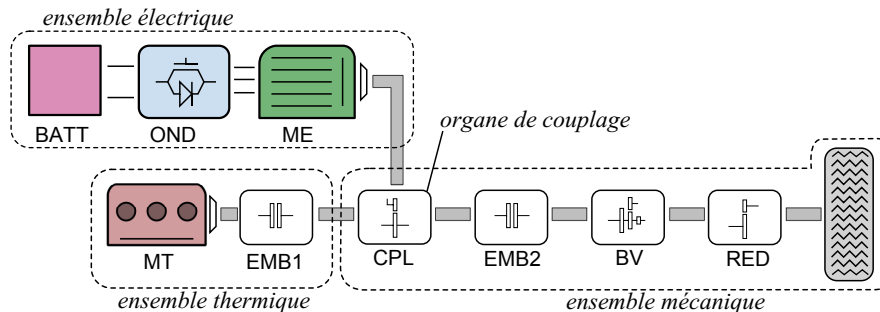 ensemble électrique
BATT
OND
ME
organe de couplage
MT
EMB1
CPL
EMB2
BV
RED
ensemble thermique
ensemble mécanique